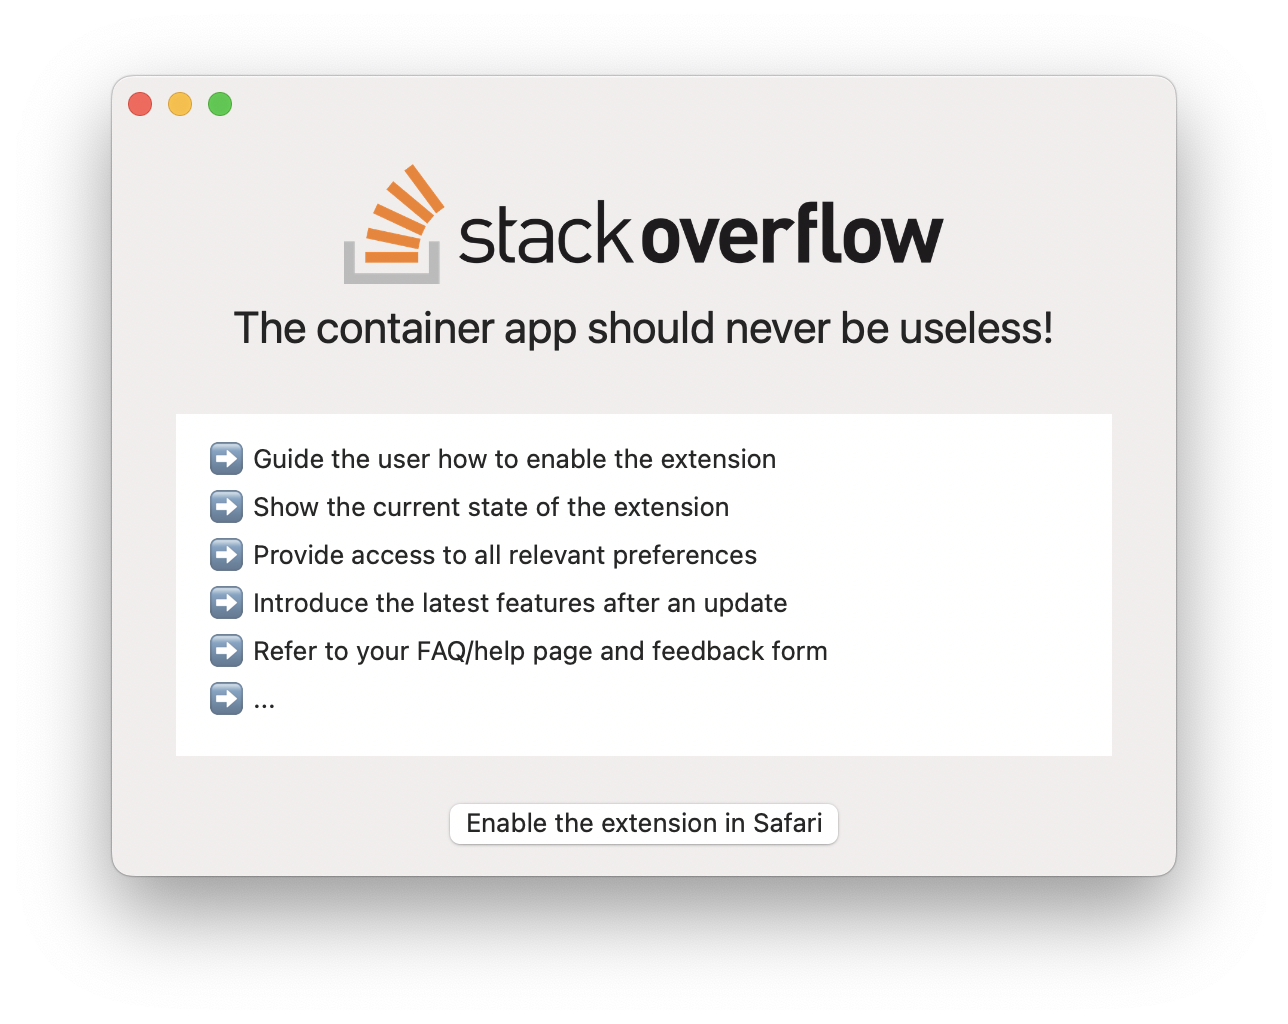 stack overflow
The container app should never be useless!
➡️ Guide the user how to enable the extension
➡️ Show the current state of the extension
➡️ Provide access to all relevant preferences
➡️ Introduce the latest features after an update
➡️ Refer to your FAQ/help page and feedback form
➡️ ...
Enable the extension in Safari